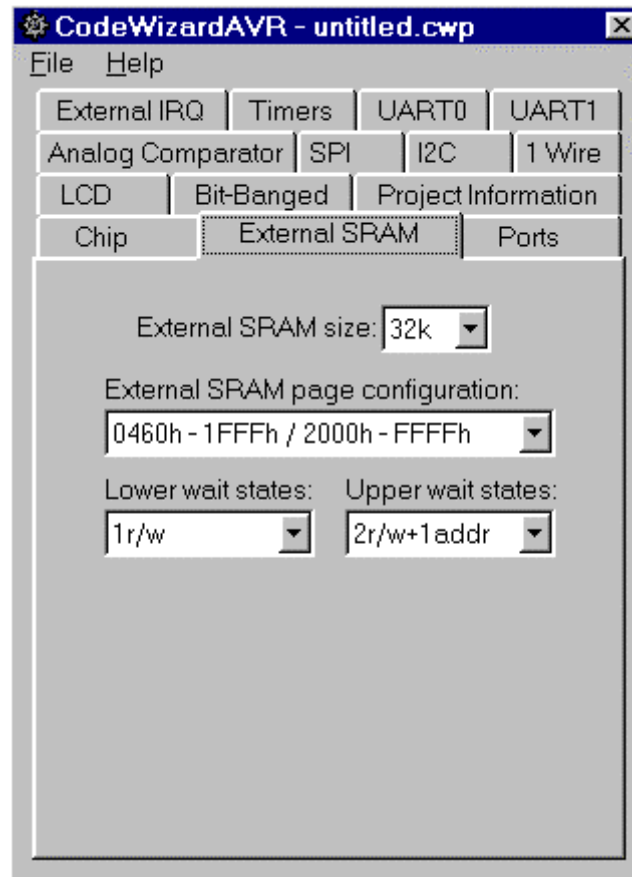 CodeWizardAVR - untitled.cwp
File Help
External IRQ Timers UART0 UART1
Analog Comparator SPI I2C 1 Wire
LCD Bit-Banged Project Information
Chip External SRAM Ports
External SRAM size: 32k
External SRAM page configuration:
0460h - 1FFFh / 2000h - FFFFh
Lower wait states: Upper wait states:
1r/w 2r/w+1addr